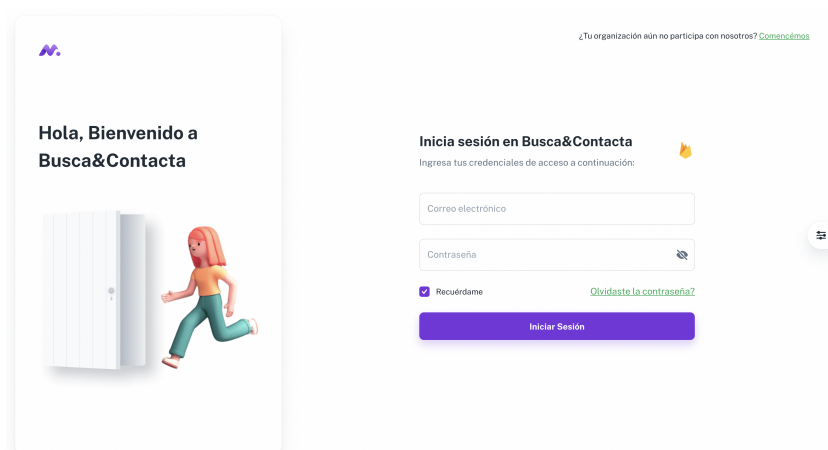 ¿Tu organización aún no participa con nosotros? Comencémos
Hola, Bienvenido a
Busca&Contacta
Inicia sesión en Busca&Contacta
Ingresa tus credenciales de acceso a continuación:
Correo electrónico
Contraseña
Recuérdame
Olvidaste la contraseña?
Iniciar Sesión